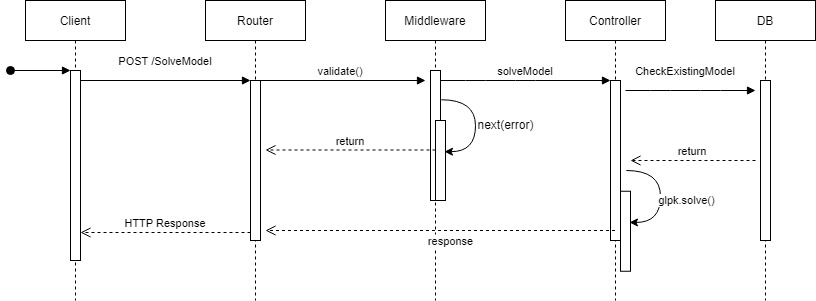 Client
Router
Middleware
Controller
DB
POST /SolveModel
validate()
solveModel
CheckExistingModel
next(error)
return
return
glpk.solve()
HTTP Response
response